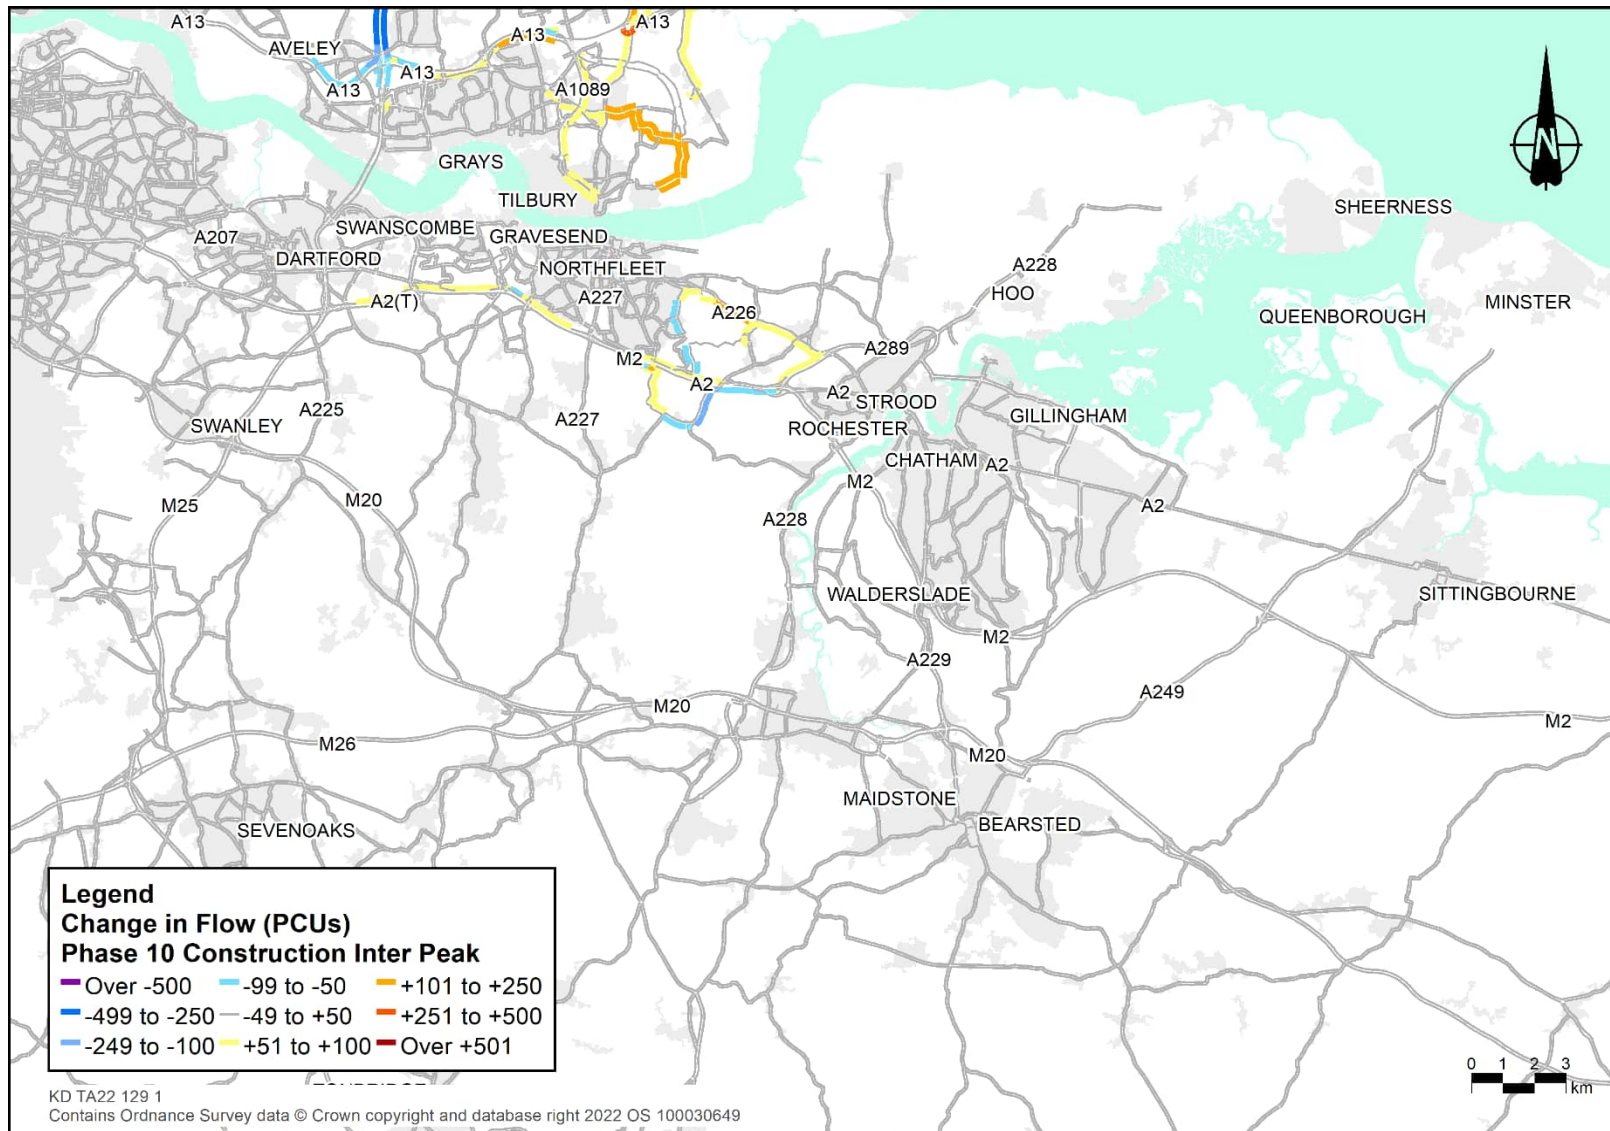 A13
A13
AVELEY
A13
A13
A13
A1089
GRAYS
TILBURY
SWANSCOMBE
GRAVESEND
A207
DARTFORD
NORTHFLEET
A2(T)
A227
A226
A228
HOO
SHEERNESS
MINSTER
QUEENBOROUGH
M2
A289
A2
A2
STROOD
A225
A227
SWANLEY
ROCHESTER
GILLINGHAM
CHATHAM
A2
M25
M20
M2
A2
A228
WALDERSLADE
SITTINGBOURNE
M2
A229
A249
M20
M2
M26
M20
MAIDSTONE
SEVENOAKS
BEARSTED
Legend
Change in Flow (PCUs)
Phase 10 Construction Inter Peak
Over -500 -99 to -50 +101 to +250
-499 to -250 -49 to +50 +251 to +500
-249 to -100 +51 to +100 Over +501
N
0 1 2 3
km
KD TA22 129 1
Contains Ordnance Survey data © Crown copyright and database right 2022 OS 100030649